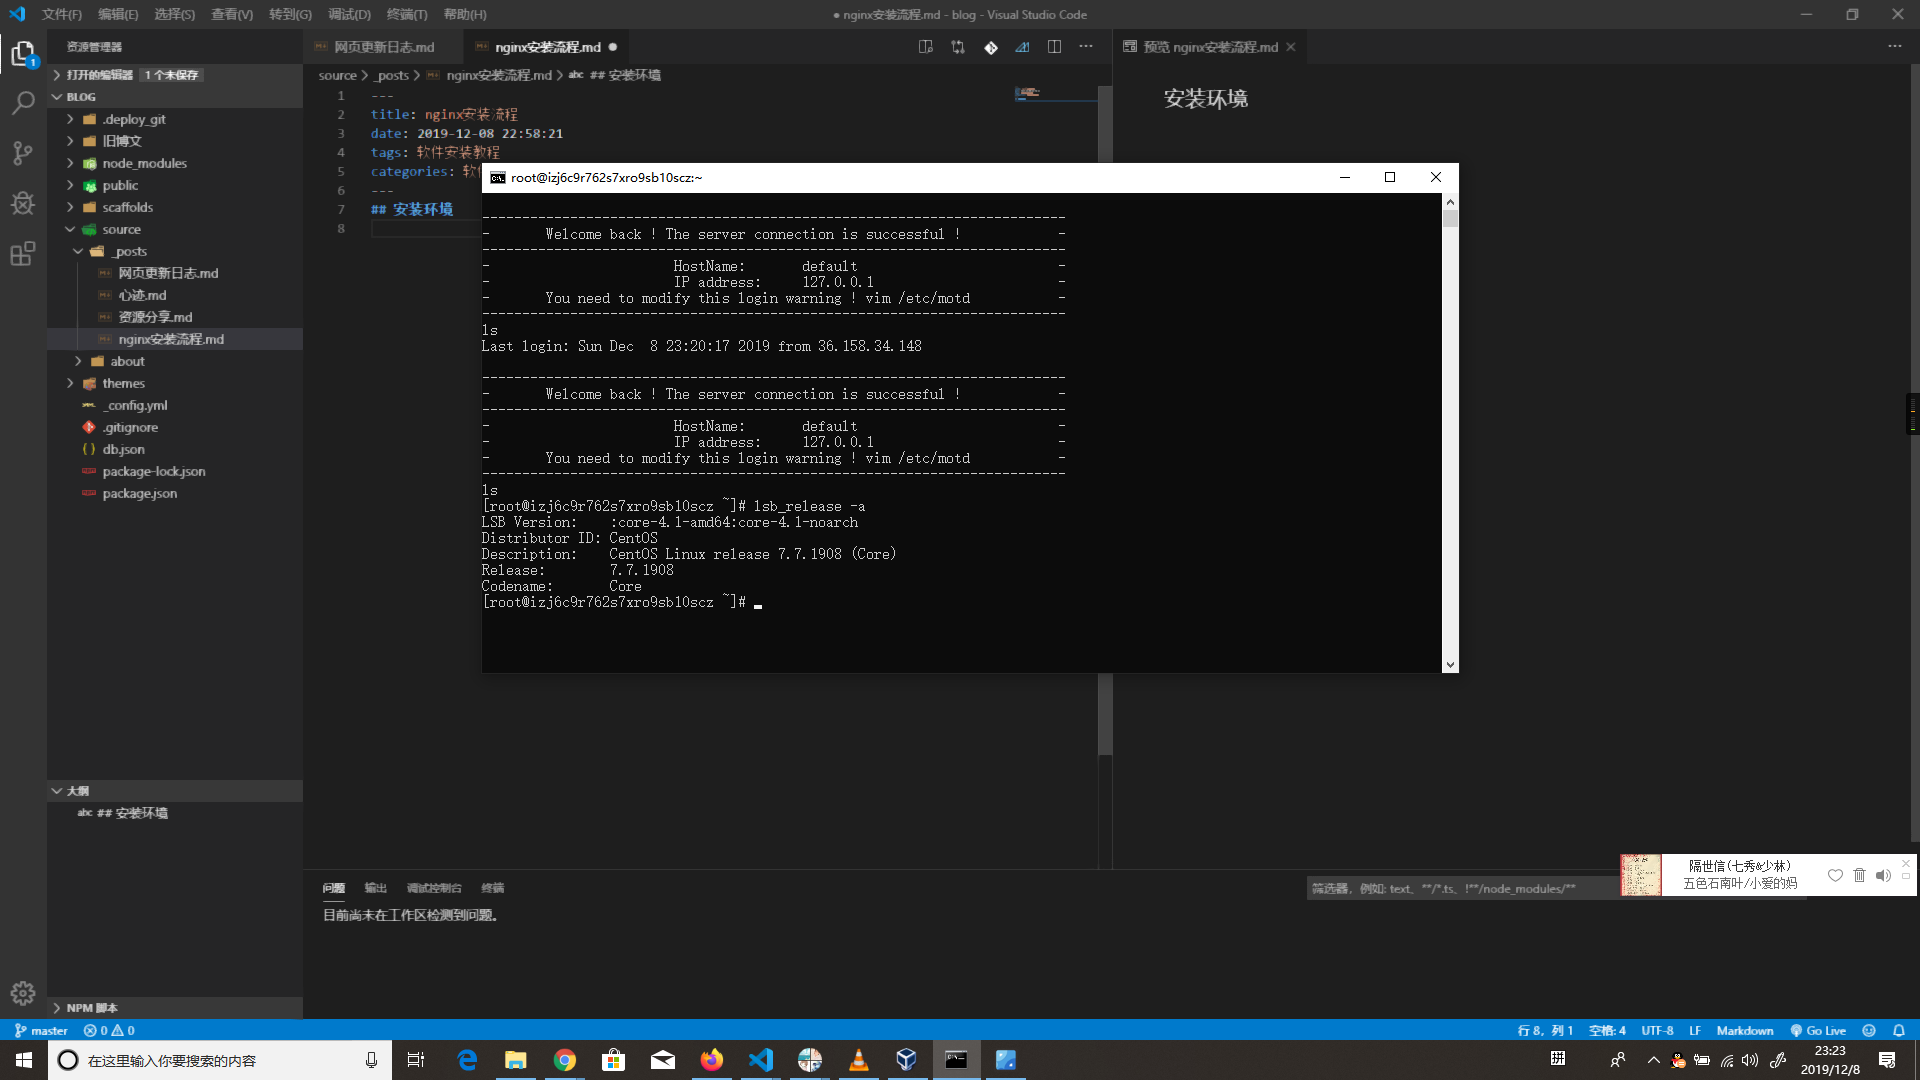 文件(F) 编辑(E) 选择(S) 查看(V) 转到(G) 调试(D) 终端(T) 帮助(H)
● nginx安装流程.md - blog - Visual Studio Code
资源管理器
1
打开的编辑器 1 个未保存
BLOG
.deploy_git
旧博文
node_modules
public
scaffolds
source
_posts
网页更新日志.md
心迹.md
资源分享.md
nginx安装流程.md
about
themes
_config.yml
.gitignore
db.json
package-lock.json
package.json
大纲
abc ## 安装环境
NPM 脚本
网页更新日志.md
nginx安装流程.md ●
source > _posts > nginx安装流程.md > abc ## 安装环境
1 ---
2 title: nginx安装流程
3 date: 2019-12-08 22:58:21
4 tags: 软件安装教程
5 categories: 软
6 ---
7 ## 安装环境
8
预览 nginx安装流程.md
安装环境
root@izj6c9r762s7xro9sb10scz:~
-------------------------------------------------------------------------
- Welcome back ! The server connection is successful ! -
-------------------------------------------------------------------------
- HostName: default -
- IP address: 127.0.0.1 -
- You need to modify this login warning ! vim /etc/motd -
-------------------------------------------------------------------------
ls
Last login: Sun Dec  8 23:20:17 2019 from 36.158.34.148
-------------------------------------------------------------------------
- Welcome back ! The server connection is successful ! -
-------------------------------------------------------------------------
- HostName: default -
- IP address: 127.0.0.1 -
- You need to modify this login warning ! vim /etc/motd -
-------------------------------------------------------------------------
ls
[root@izj6c9r762s7xro9sb10scz ~]# lsb_release -a
LSB Version: :core-4.1-amd64:core-4.1-noarch
Distributor ID: CentOS
Description: CentOS Linux release 7.7.1908 (Core)
Release: 7.7.1908
Codename: Core
[root@izj6c9r762s7xro9sb10scz ~]#
问题 输出 调试控制台 终端
筛选器，例如: text、**/*.ts、!**/node_modules/**
目前尚未在工作区检测到问题。
隔世信(七秀&少林)
五色石南叶/小爱的妈
master 0 0
行 8，列 1 空格: 4 UTF-8 LF Markdown Go Live
在这里输入你要搜索的内容
拼
23:23
2019/12/8